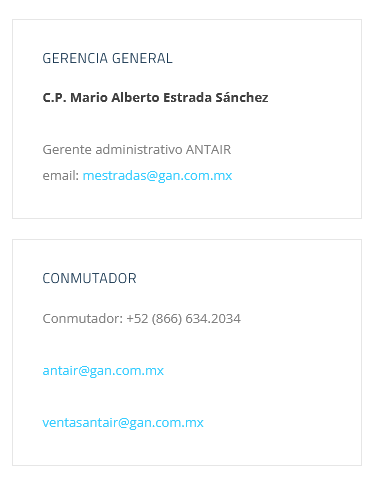 GERENCIA GENERAL
C.P. Mario Alberto Estrada Sánchez
Gerente administrativo ANTAIR
email: mestradas@gan.com.mx
CONMUTADOR
Conmutador: +52 (866) 634.2034
antair@gan.com.mx
ventasantair@gan.com.mx